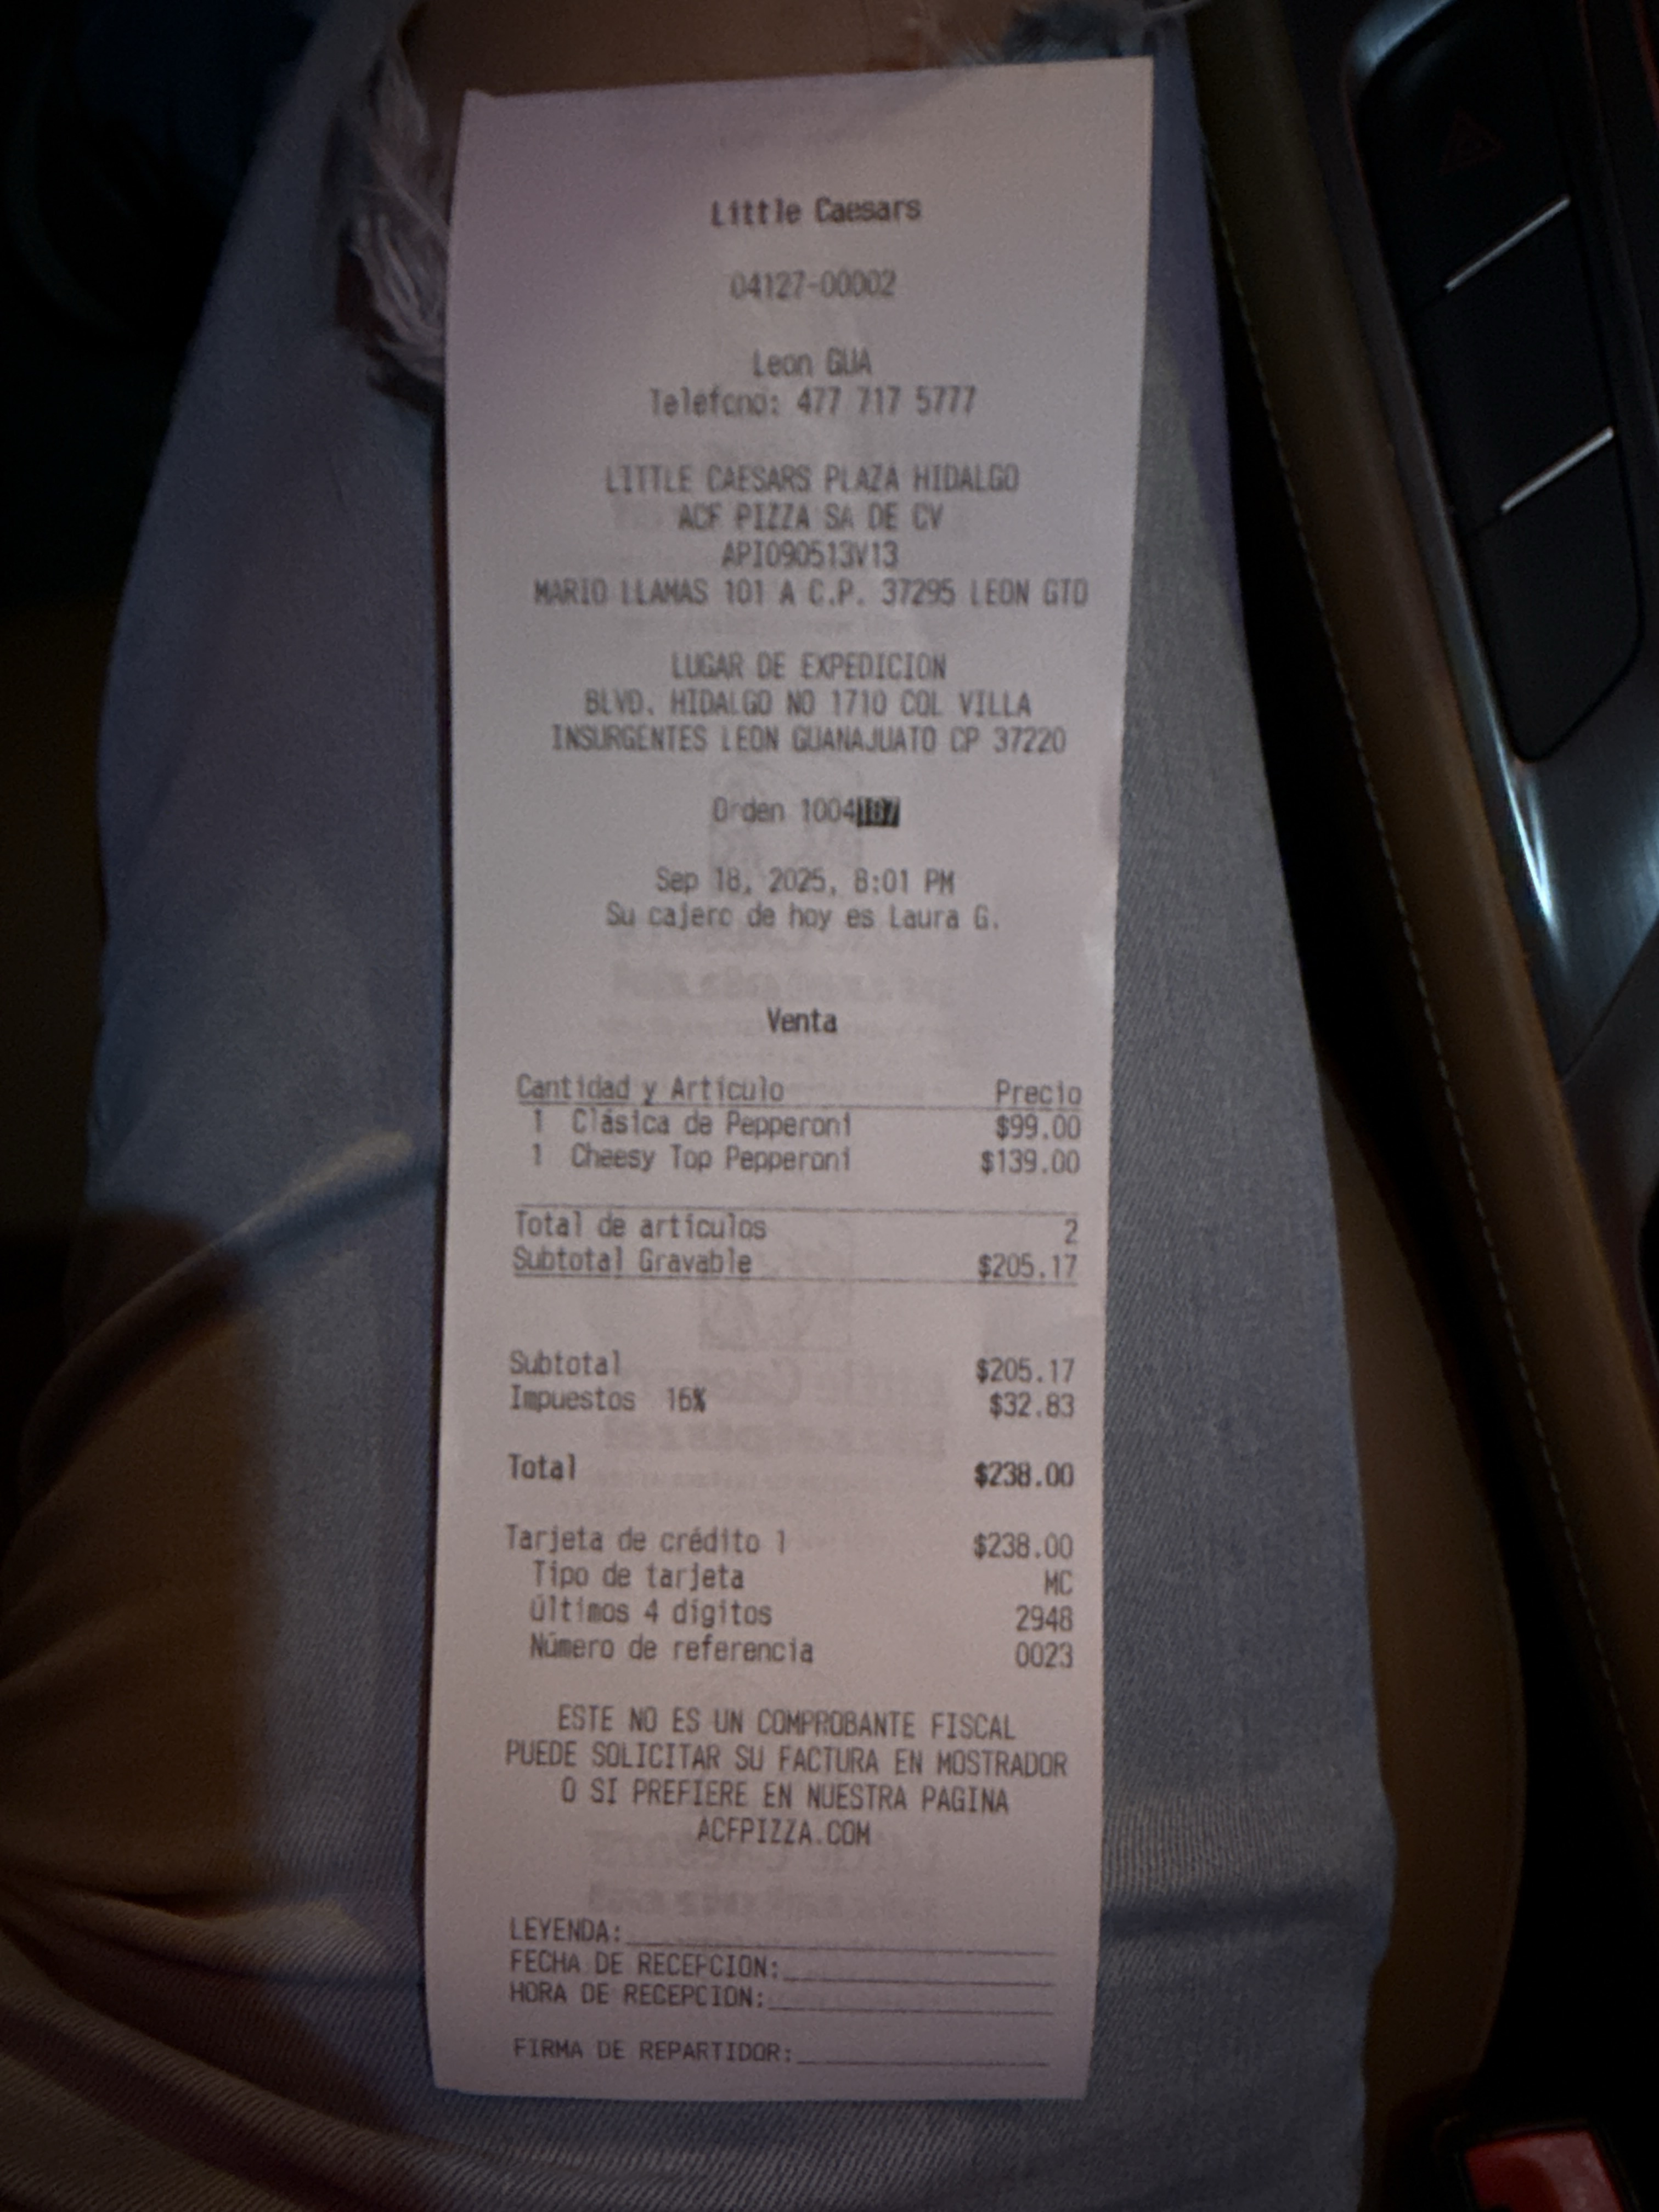 Little Caesars
04127-00002
Leon GUA
Teléfono: 477 717 5777
LITTLE CAESARS PLAZA HIDALGO
ACF PIZZA SA DE CV
API090513V13
MARIO LLAMAS 101 A C.P. 37295 LEON GTO
LUGAR DE EXPEDICION
BLVD. HIDALGO NO 1710 COL VILLA
INSURGENTES LEON GUANAJUATO CP 37220
Orden 1004187
Sep 18, 2025, 8:01 PM
Su cajero de hoy es Laura G.
Venta
Cantidad y Artículo Precio
1 Clásica de Pepperoni $99.00
1 Cheesy Top Pepperoni $139.00
Total de artículos 2
Subtotal Gravable $205.17
Subtotal $205.17
Impuestos 16% $32.83
Total $238.00
Tarjeta de crédito 1 $238.00
Tipo de tarjeta MC
últimos 4 dígitos 2948
Número de referencia 0023
ESTE NO ES UN COMPROBANTE FISCAL
PUEDE SOLICITAR SU FACTURA EN MOSTRADOR
O SI PREFIERE EN NUESTRA PAGINA
ACFPIZZA.COM
LEYENDA:
FECHA DE RECEPCION:
HORA DE RECEPCION:
FIRMA DE REPARTIDOR: